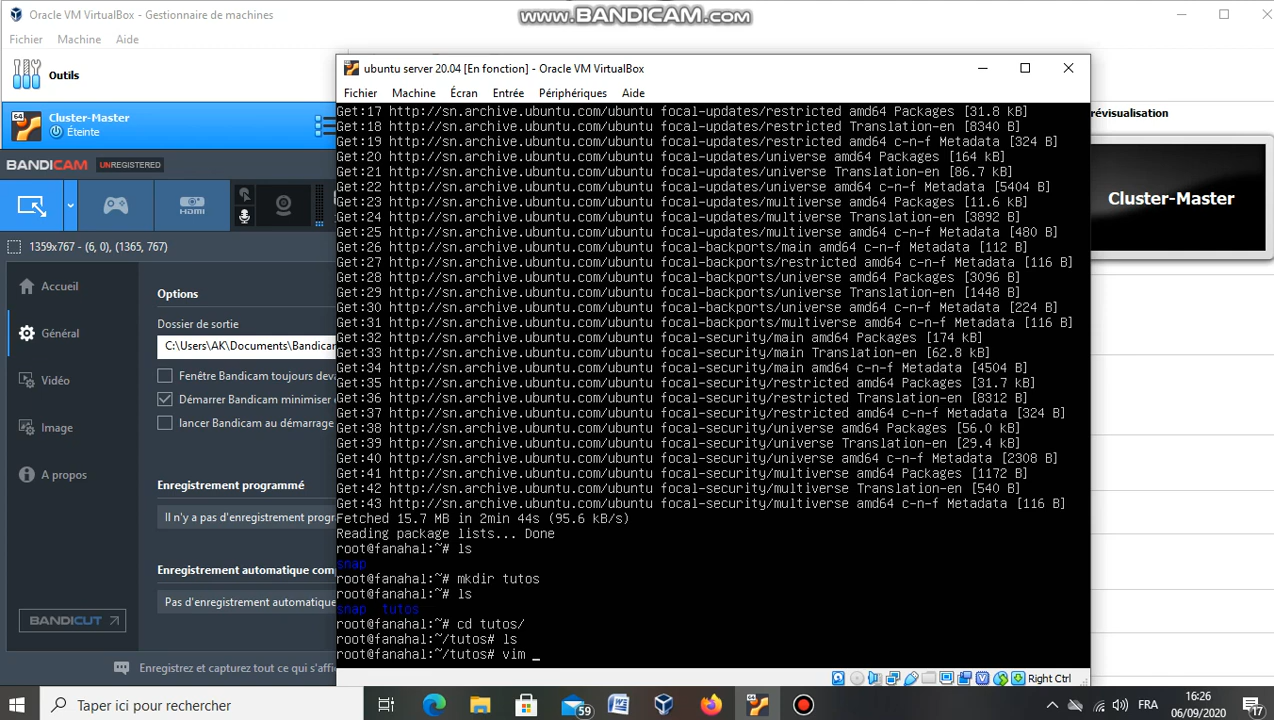 Oracle VM VirtualBox - Gestionnaire de machines
www.BANDICAM.com
Fichier Machine Aide
Outils
Cluster-Master
Éteinte
BANDICAM UNREGISTERED
HDMI
1359x767 - (6, 0), (1365, 767)
Accueil
Général
Vidéo
Image
A propos
BANDICUT
Options
Dossier de sortie
C:\Users\AK\Documents\Bandicam
Fenêtre Bandicam toujours deva
Démarrer Bandicam minimiser
lancer Bandicam au démarrage
Enregistrement programmé
Il n'y a pas d'enregistrement progra
Enregistrement automatique com
Pas d'enregistrement automatique
Enregistrez et capturez tout ce qui s'affi
ubuntu server 20.04 [En fonction] - Oracle VM VirtualBox
Fichier Machine Écran Entrée Périphériques Aide
Get:17 http://sn.archive.ubuntu.com/ubuntu focal-updates/restricted amd64 Packages [31.8 kB]
Get:18 http://sn.archive.ubuntu.com/ubuntu focal-updates/restricted Translation-en [8340 B]
Get:19 http://sn.archive.ubuntu.com/ubuntu focal-updates/restricted amd64 c-n-f Metadata [324 B]
Get:20 http://sn.archive.ubuntu.com/ubuntu focal-updates/universe amd64 Packages [164 kB]
Get:21 http://sn.archive.ubuntu.com/ubuntu focal-updates/universe Translation-en [86.7 kB]
Get:22 http://sn.archive.ubuntu.com/ubuntu focal-updates/universe amd64 c-n-f Metadata [5404 B]
Get:23 http://sn.archive.ubuntu.com/ubuntu focal-updates/multiverse amd64 Packages [11.6 kB]
Get:24 http://sn.archive.ubuntu.com/ubuntu focal-updates/multiverse Translation-en [3892 B]
Get:25 http://sn.archive.ubuntu.com/ubuntu focal-updates/multiverse amd64 c-n-f Metadata [480 B]
Get:26 http://sn.archive.ubuntu.com/ubuntu focal-backports/main amd64 c-n-f Metadata [112 B]
Get:27 http://sn.archive.ubuntu.com/ubuntu focal-backports/restricted amd64 c-n-f Metadata [116 B]
Get:28 http://sn.archive.ubuntu.com/ubuntu focal-backports/universe amd64 Packages [3096 B]
Get:29 http://sn.archive.ubuntu.com/ubuntu focal-backports/universe Translation-en [1448 B]
Get:30 http://sn.archive.ubuntu.com/ubuntu focal-backports/universe amd64 c-n-f Metadata [224 B]
Get:31 http://sn.archive.ubuntu.com/ubuntu focal-backports/multiverse amd64 c-n-f Metadata [116 B]
Get:32 http://sn.archive.ubuntu.com/ubuntu focal-security/main amd64 Packages [174 kB]
Get:33 http://sn.archive.ubuntu.com/ubuntu focal-security/main Translation-en [62.8 kB]
Get:34 http://sn.archive.ubuntu.com/ubuntu focal-security/main amd64 c-n-f Metadata [4504 B]
Get:35 http://sn.archive.ubuntu.com/ubuntu focal-security/restricted amd64 Packages [31.7 kB]
Get:36 http://sn.archive.ubuntu.com/ubuntu focal-security/restricted Translation-en [8312 B]
Get:37 http://sn.archive.ubuntu.com/ubuntu focal-security/restricted amd64 c-n-f Metadata [324 B]
Get:38 http://sn.archive.ubuntu.com/ubuntu focal-security/universe amd64 Packages [56.0 kB]
Get:39 http://sn.archive.ubuntu.com/ubuntu focal-security/universe Translation-en [29.4 kB]
Get:40 http://sn.archive.ubuntu.com/ubuntu focal-security/universe amd64 c-n-f Metadata [2308 B]
Get:41 http://sn.archive.ubuntu.com/ubuntu focal-security/multiverse amd64 Packages [1172 B]
Get:42 http://sn.archive.ubuntu.com/ubuntu focal-security/multiverse Translation-en [540 B]
Get:43 http://sn.archive.ubuntu.com/ubuntu focal-security/multiverse amd64 c-n-f Metadata [116 B]
Fetched 15.7 MB in 2min 44s (95.6 kB/s)
Reading package lists... Done
root@fanahal:~# ls
snap
root@fanahal:~# mkdir tutos
root@fanahal:~# ls
snap tutos
root@fanahal:~# cd tutos/
root@fanahal:~/tutos# ls
root@fanahal:~/tutos# vim _
Right Ctrl
révisualisation
Cluster-Master
Taper ici pour rechercher
59
FRA
16:26
06/09/2020
17